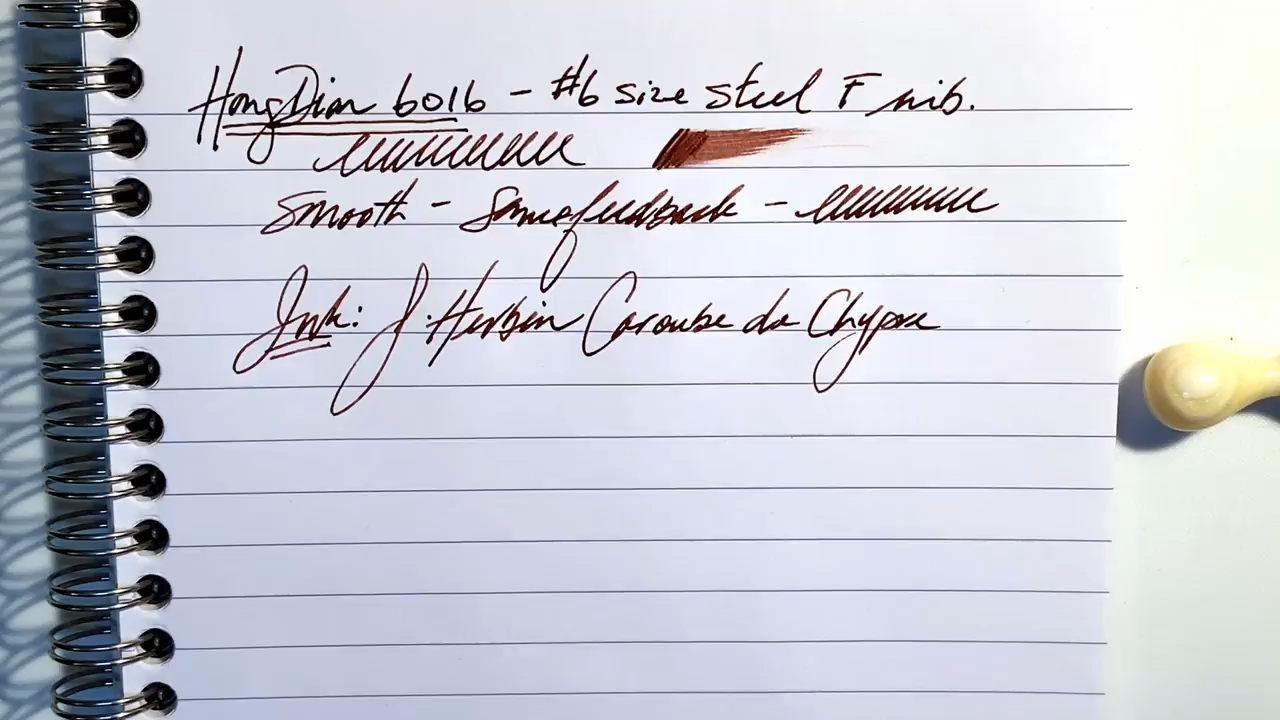 HongDian 6016 - #6 size steel F nib.
Smooth - Some feedback -
Ink: J. Herbin Caroube de Chypre